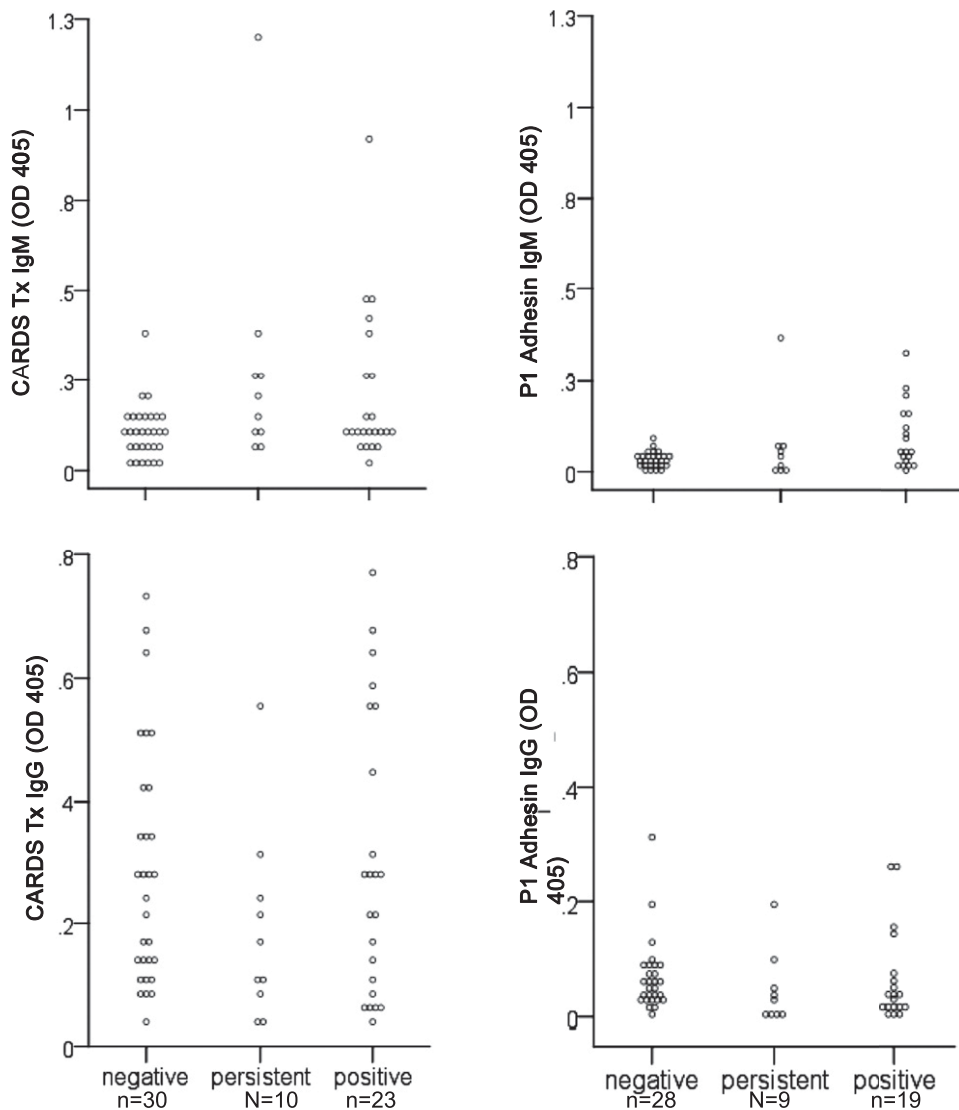 CARDS Tx IgM (OD 405)
1.3
1
.8
.5
.3
0
P1 Adhesin IgM (OD 405)
1.3
1
.8
.5
.3
0
CARDS Tx IgG (OD 405)
.8
.6
4
.2
0
negative persistent positive
n=30 N=10 n=23
P1 Adhesin IgG (OD
405)
.8
.6
.4
.2
0
negative persistent positive
n=28 N=9 n=19